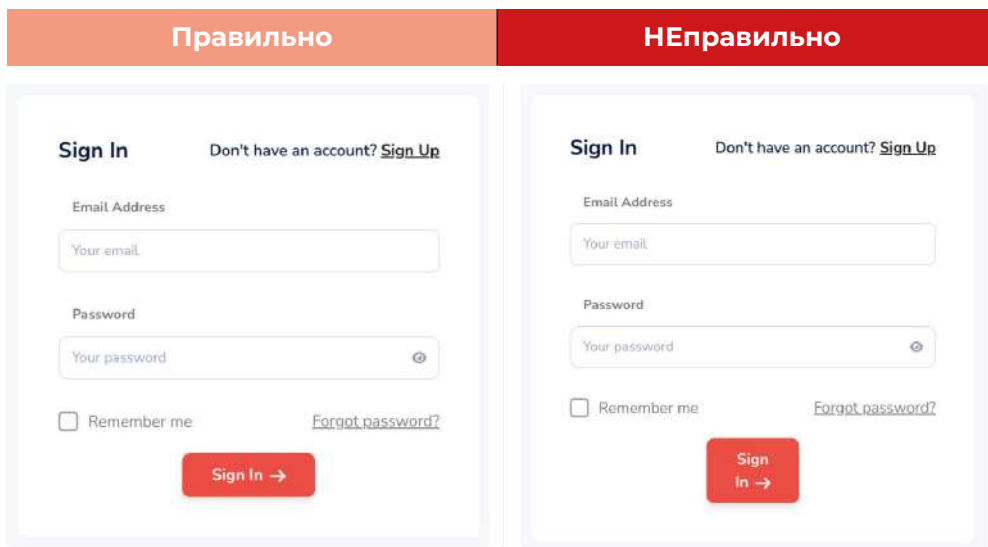 Правильно
НЕправильно
Sign In
Don't have an account? Sign Up
Email Address
Your email
Password
Your password
Remember me
Forgot password?
Sign In →
Sign In
Don't have an account? Sign Up
Email Address
Your email
Password
Your password
Remember me
Forgot password?
Sign
In →